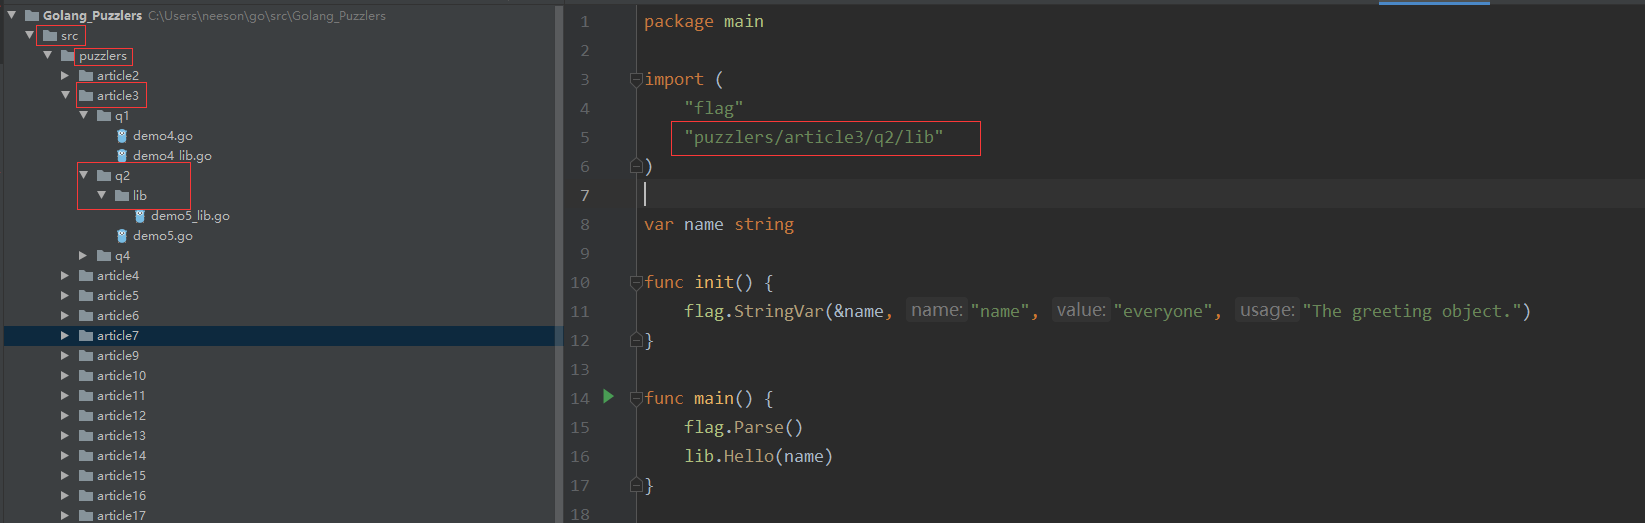 Golang_Puzzlers C:\Users\neeson\go\src\Golang_Puzzlers
src
puzzlers
article2
article3
q1
demo4.go
demo4_lib.go
q2
lib
demo5_lib.go
demo5.go
q4
article4
article5
article6
article7
article9
article10
article11
article12
article13
article14
article15
article16
article17
1 package main
2
3 import (
4 "flag"
5 "puzzlers/article3/q2/lib"
6 )
7
8 var name string
9
10 func init() {
11 flag.StringVar(&name, name: "name", value: "everyone", usage: "The greeting object.")
12 }
13
14 func main() {
15 flag.Parse()
16 lib.Hello(name)
17 }
18